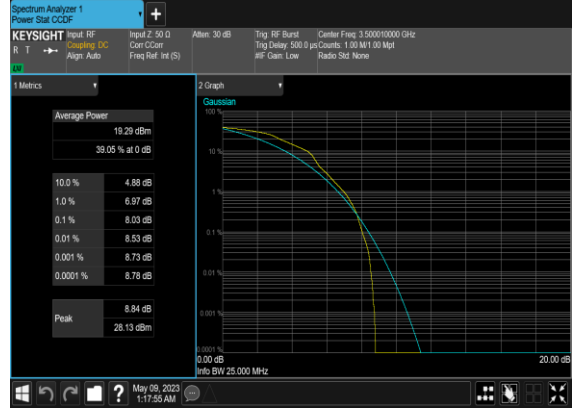 Spectrum Analyzer 1
Power Stat CCDF
KEYSIGHT
R T
Input: RF
Coupling: DC
Align: Auto
Input Z: 50 Ω
Corr CCorr
Freq Ref: Int (S)
Atten: 30 dB
Trig: RF Burst
Trig Delay: 500.0 µs
#IF Gain: Low
Center Freq: 3.500010000 GHz
Counts: 1.00 M/1.00 Mpt
Radio Std: None
1 Metrics
Average Power
19.29 dBm
39.05 % at 0 dB
10.0 % 4.88 dB
1.0 % 6.97 dB
0.1 % 8.03 dB
0.01 % 8.53 dB
0.001 % 8.73 dB
0.0001 % 8.78 dB
Peak
8.84 dB
28.13 dBm
2 Graph
Gaussian
100 %
10 %
1 %
0.1 %
0.01 %
0.001 %
0.0001 %
0.00 dB
20.00 dB
Info BW 25.000 MHz
?
May 09, 2023
1:17:55 AM